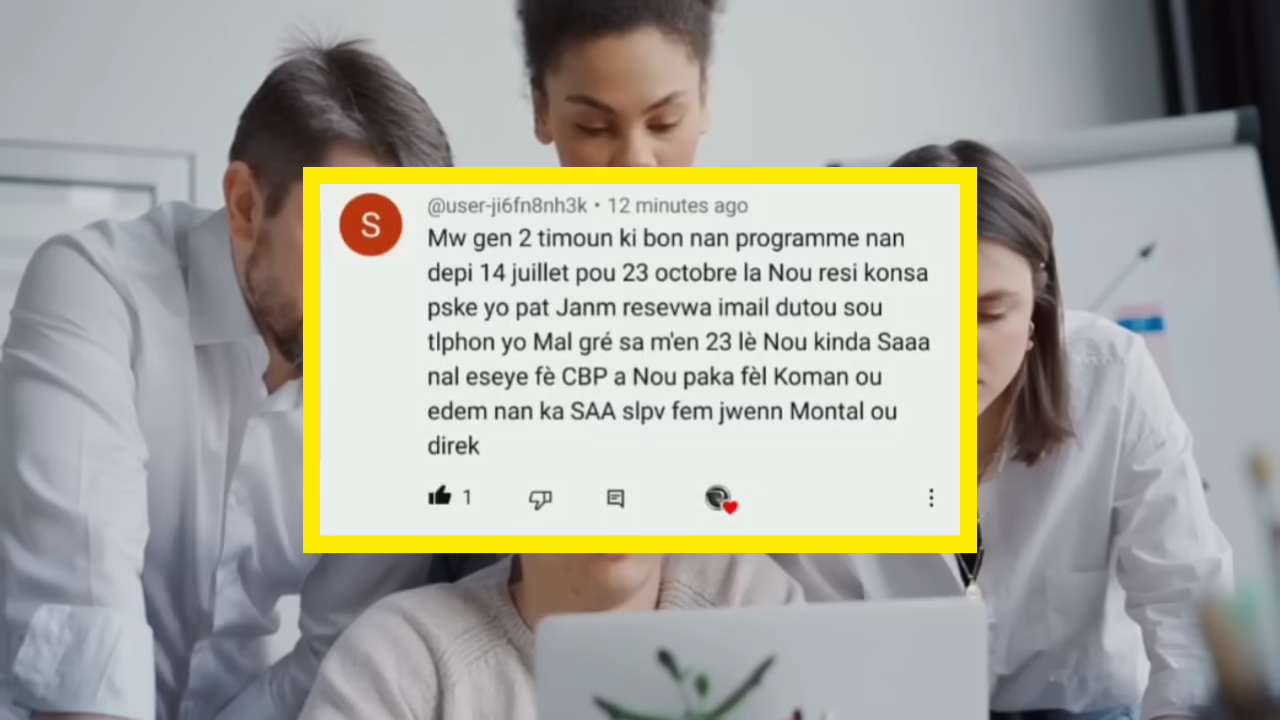 S
@user-ji6fn8nh3k • 12 minutes ago
Mw gen 2 timoun ki bon nan programme nan
depi 14 juillet pou 23 octobre la Nou resi konsa
pske yo pat Janm resevwa imail dutou sou
tlphon yo Mal gré sa m'en 23 lè Nou kinda Saaa
nal eseye fè CBP a Nou paka fèl Koman ou
edem nan ka SAA slpv fem jwenn Montal ou
direk
1